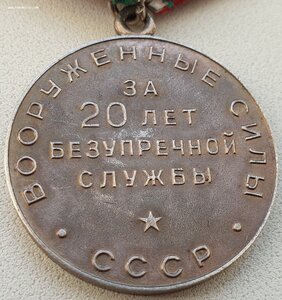 ВООРУЖЕННЫЕ СИЛЫ
ЗА
20 ЛЕТ
БЕЗУПРЕЧНОЙ
СЛУЖБЫ
СССР